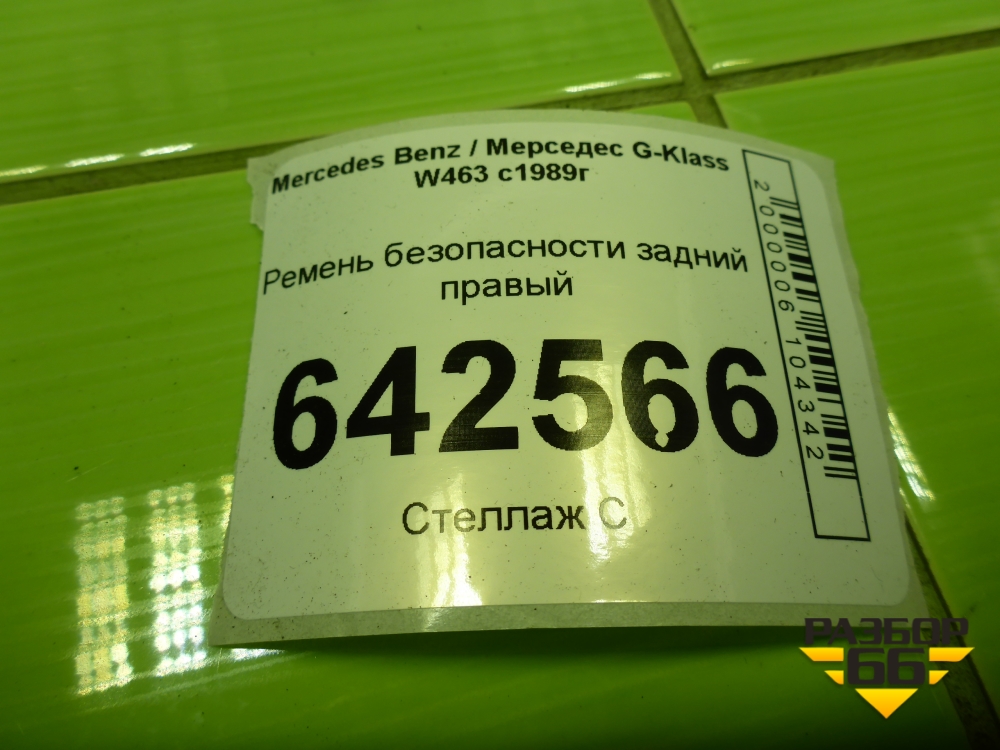 Mercedes Benz / Мерседес G-Klass
W463 с1989г
Ремень безопасности задний
правый
642566
Стеллаж С
2000006104342
РАЗБОР
66